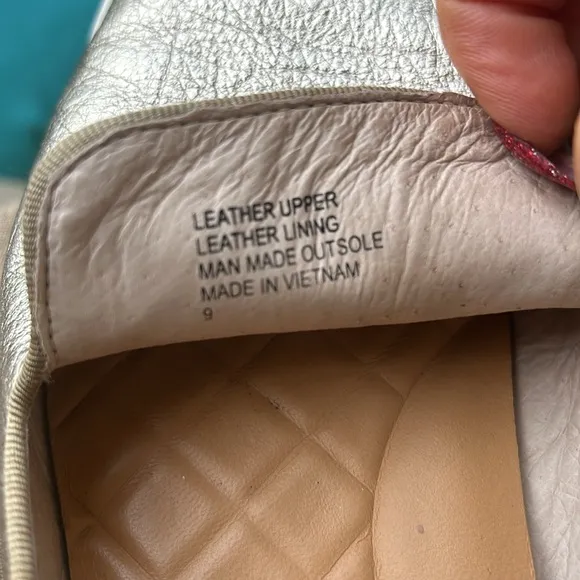 LEATHER UPPER
LEATHER LINING
MAN MADE OUTSOLE
MADE IN VIETNAM
9